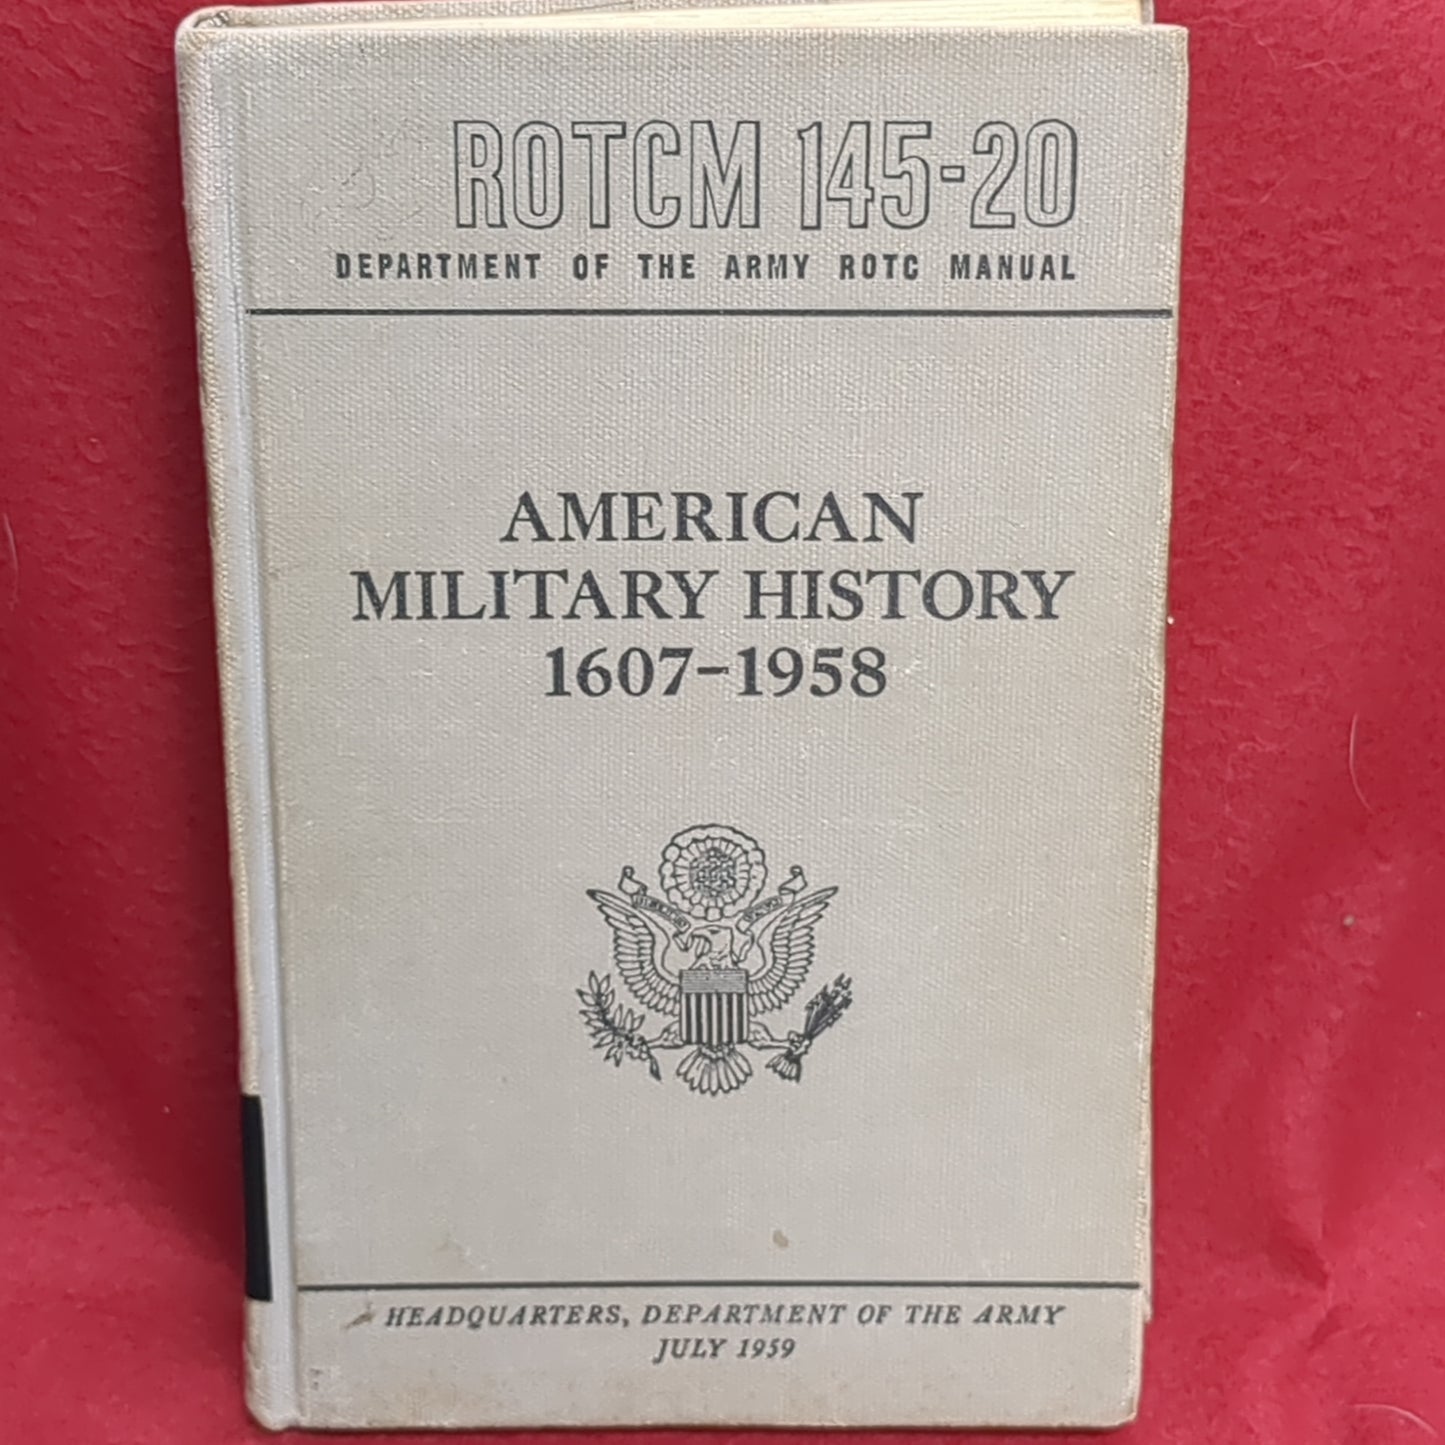 ROTCM 145-20
DEPARTMENT OF THE ARMY ROTC MANUAL
AMERICAN
MILITARY HISTORY
1607-1958
HEADQUARTERS, DEPARTMENT OF THE ARMY
JULY 1959